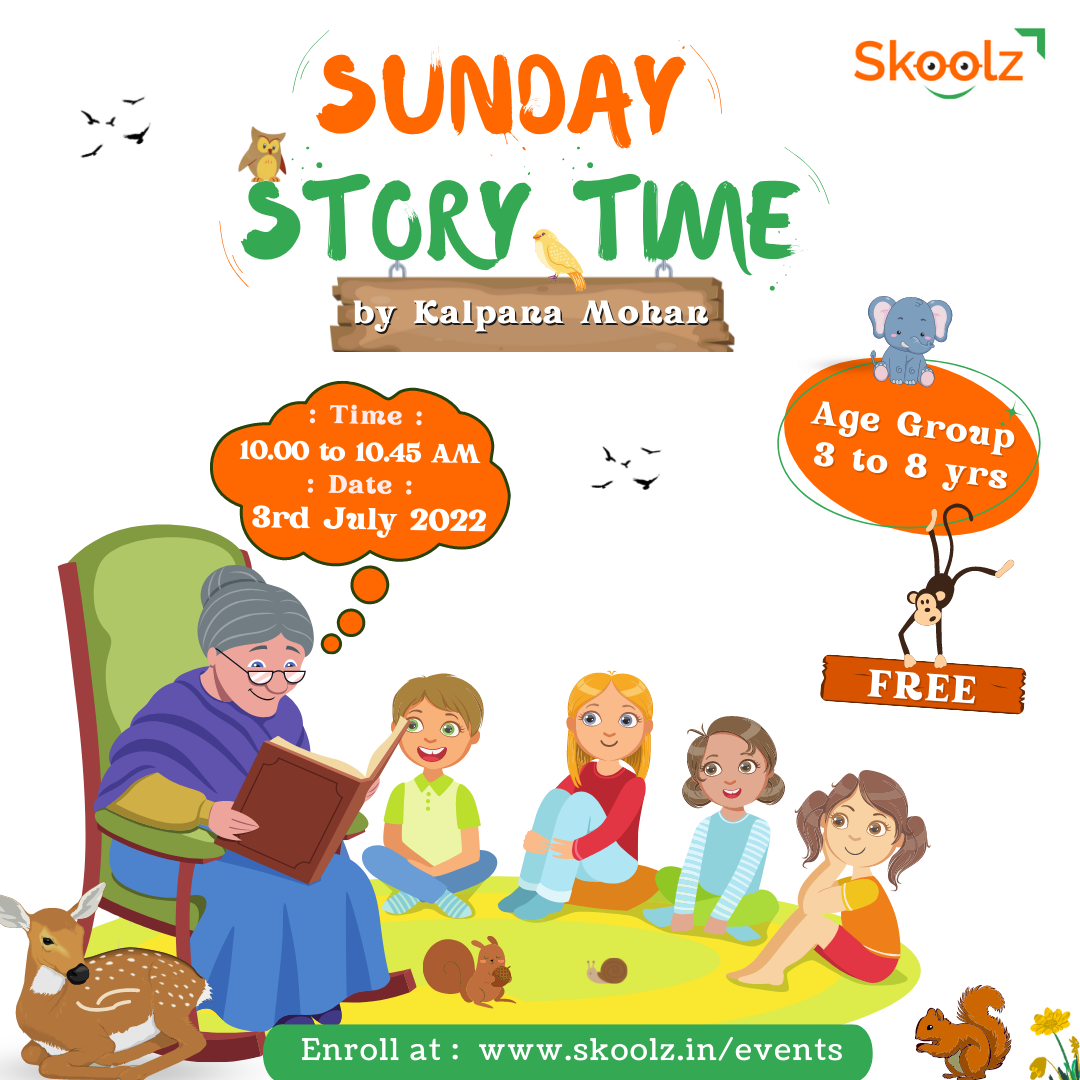 SUNDAY
Skoolz
STORY TIME
by Kalpana Mohan
: Time :
10.00 to 10.45 AM
: Date :
3rd July 2022
Age Group
3 to 8 yrs
FREE
Enroll at : www.skoolz.in/events